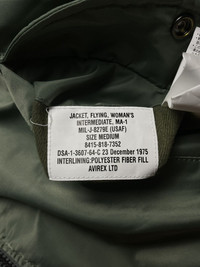 JACKET, FLYING, WOMAN'S
INTERMEDIATE, MA-1
MIL-J-8279E (USAF)
SIZE MEDIUM
8415-818-7352
DSA-1-3607-64-C 23 December 1975
INTERLINING:POLYESTER FIBER FILL
AVIREX LTD